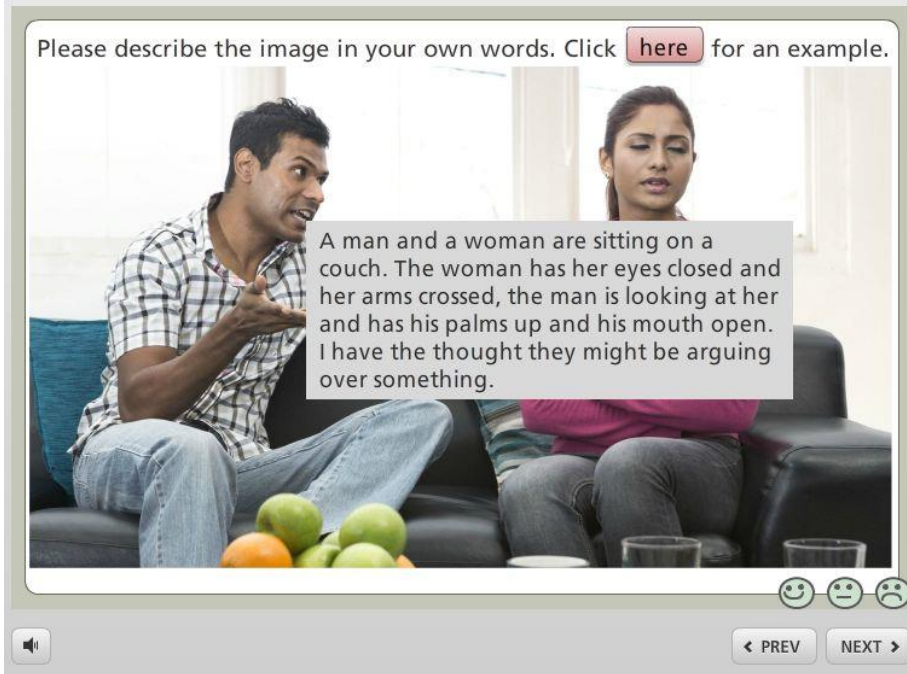 Please describe the image in your own words. Click here for an example.
A man and a woman are sitting on a
couch. The woman has her eyes closed and
her arms crossed, the man is looking at her
and has his palms up and his mouth open.
I have the thought they might be arguing
over something.
PREV NEXT